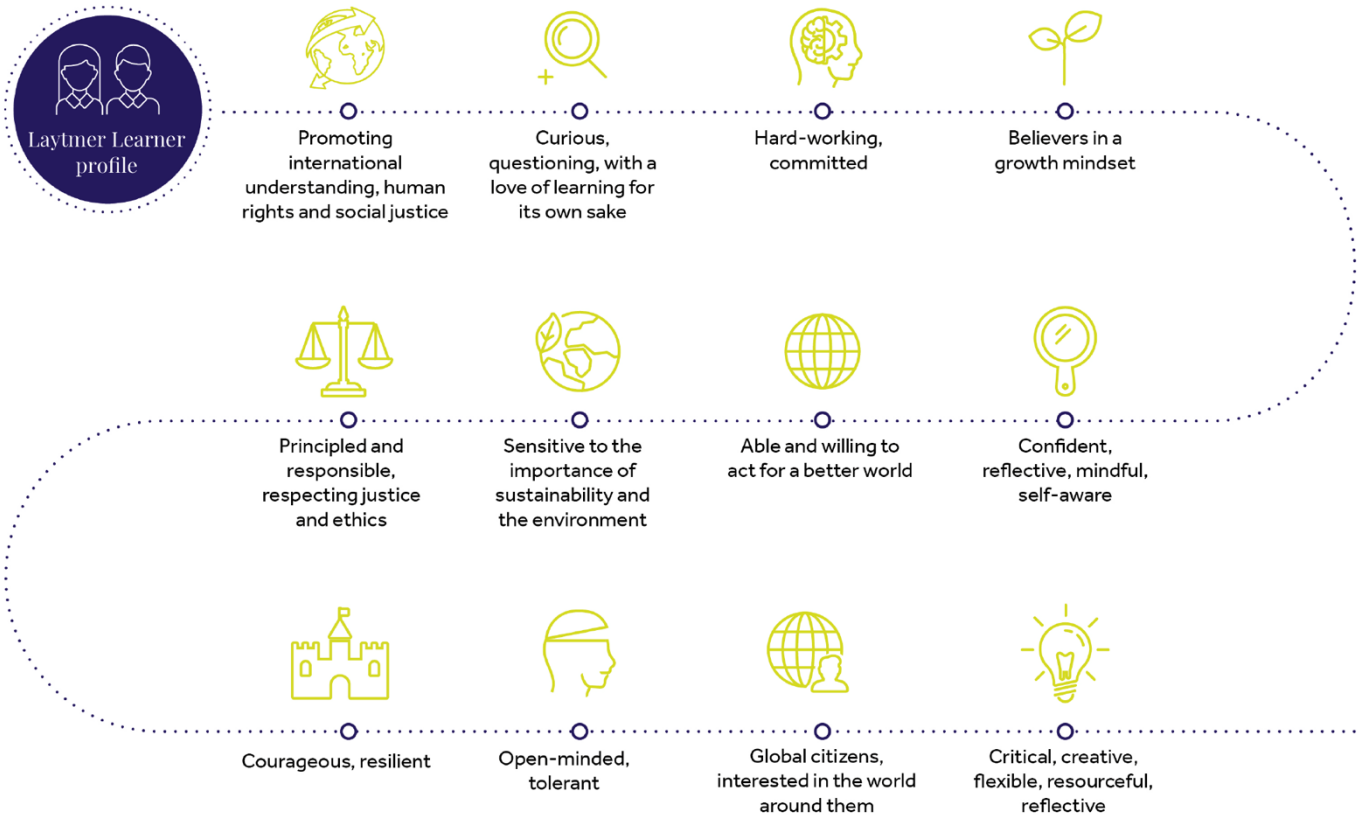 Laytmer Learner
profile
Promoting
international
understanding, human
rights and social justice
Curious,
questioning, with a
love of learning for
its own sake
Hard-working,
committed
Believers in a
growth mindset
Confident,
reflective, mindful,
self-aware
Able and willing to
act for a better world
Sensitive to the
importance of
sustainability and
the environment
Principled and
responsible,
respecting justice
and ethics
Courageous, resilient
Open-minded,
tolerant
Global citizens,
interested in the world
around them
Critical, creative,
flexible, resourceful,
reflective